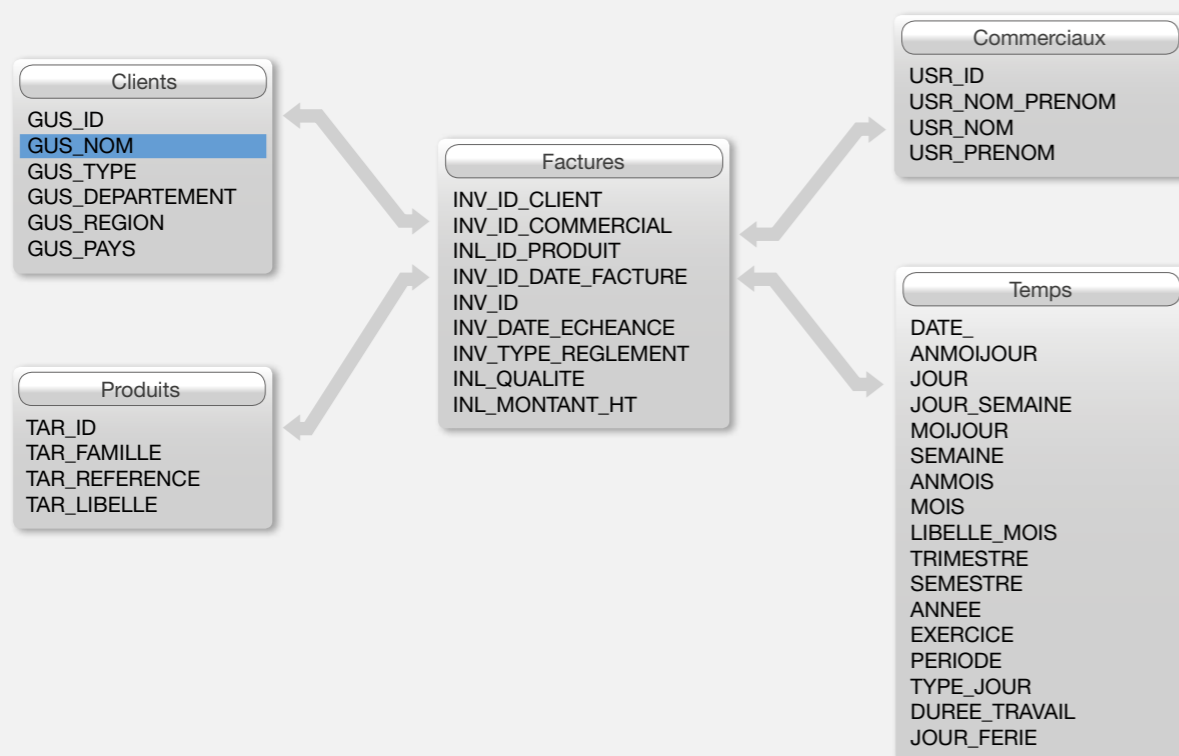 Clients
GUS_ID
GUS_NOM
GUS_TYPE
GUS_DEPARTEMENT
GUS_REGION
GUS_PAYS
Produits
TAR_ID
TAR_FAMILLE
TAR_REFERENCE
TAR_LIBELLE
Factures
INV_ID_CLIENT
INV_ID_COMMERCIAL
INL_ID_PRODUIT
INV_ID_DATE_FACTURE
INV_ID
INV_DATE_ECHEANCE
INV_TYPE_REGLEMENT
INL_QUALITE
INL_MONTANT_HT
Commerciaux
USR_ID
USR_NOM_PRENOM
USR_NOM
USR_PRENOM
Temps
DATE_
ANMOIJOUR
JOUR
JOUR_SEMAINE
MOIJOUR
SEMAINE
ANMOIS
MOIS
LIBELLE_MOIS
TRIMESTRE
SEMESTRE
ANNEE
EXERCICE
PERIODE
TYPE_JOUR
DUREE_TRAVAIL
JOUR_FERIE